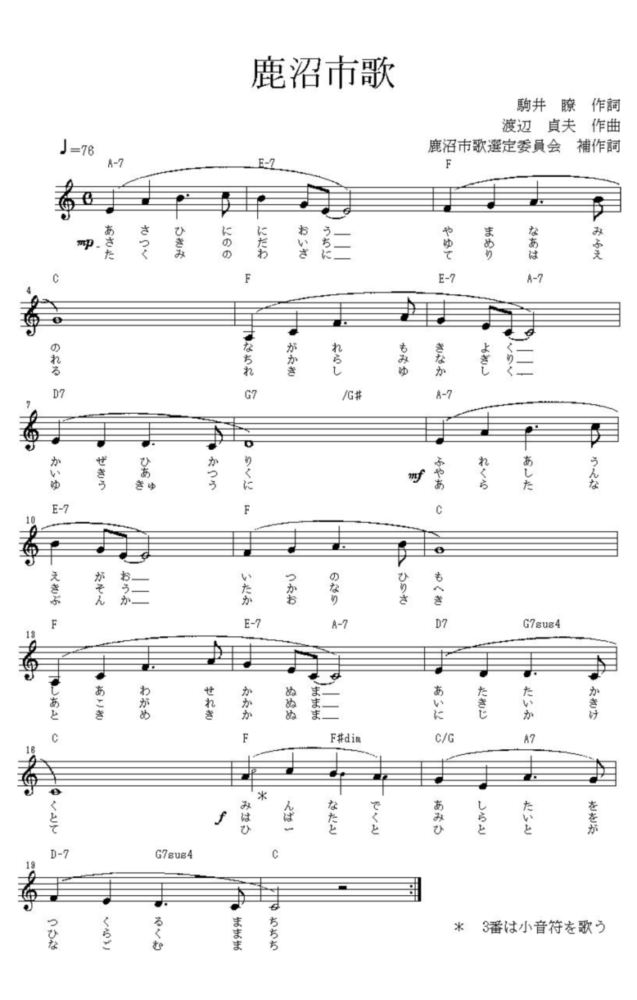 鹿沼市歌
駒井　瞭　作詞
渡辺　貞夫　作曲
鹿沼市歌選定委員会　補作詞
♩=76
A-7 E-7 F
mp
あ さ ひ に に お う や ま な み
さ つ き の だ い ち ゆ め あ ふ
た く み の わ ざ に て り は え
4
C F E-7 A-7
の な が れ も き よ く
れ ち か ら み な ぎ り
る れ き し ゆ か し く
7
D7 G7 /G# A-7
mf
か ぜ ひ か り ふ れ あ う
い き あ つ く や く し ん
ゆ う きゅ う に あ ら た な
10
E-7 F C
え が お い つ の ひ も
き そ う た か な り へ
ぶ ん か か お り さ き
13
F E-7 A-7 D7 G7sus4
し あ わ せ か ぬ ま あ た た か
あ こ が れ か ぬ ま い き い き
と き め き か ぬ ま に じ か け
16
C F F#dim C/G A7
f
＊
く み ん な で あ し た を
と は ば た く み ら い を
て ひ ー と と ひ と と が
19
D-7 G7sus4 C
つ く る ま ち
ひ ら く ま ち
な ご む ま ち
＊　3番は小音符を歌う